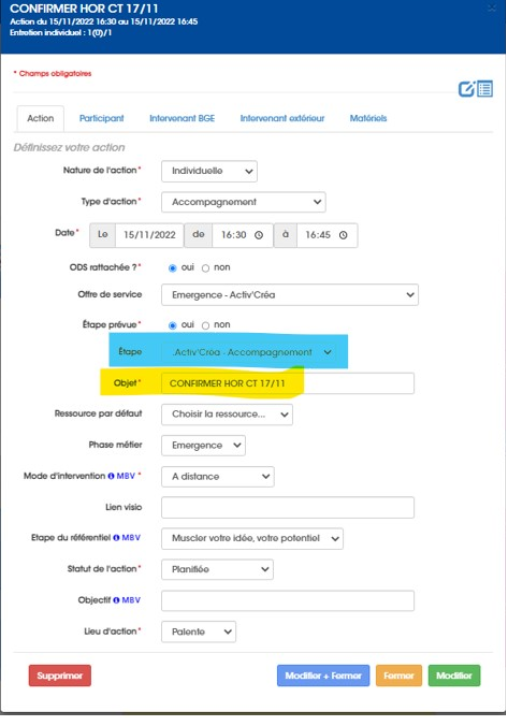 CONFIRMER HOR CT 17/11
Action du 15/11/2022 16:30 au 15/11/2022 16:45
Entretien individuel : 1(0)/1
* Champs obligatoires
Action Participant Intervenant BGE Intervenant extérieur Matériels
Définissez votre action
Nature de l'action* Individuelle
Type d'action* Accompagnement
Date* Le 15/11/2022 de 16:30 à 16:45
ODS rattachée ?* oui non
Offre de service Emergence - Activ'Créa
Étape prévue* oui non
Étape .Activ'Créa - Accompagnement
Objet* CONFIRMER HOR CT 17/11
Ressource par défaut Choisir la ressource...
Phase métier Emergence
Mode d'intervention MBV * A distance
Lien visio
Etape du référentiel MBV Muscler votre idée, votre potentiel
Statut de l'action* Planifiée
Objectif MBV
Lieu d'action* Palente
Supprimer Modifier + Fermer Fermer Modifier